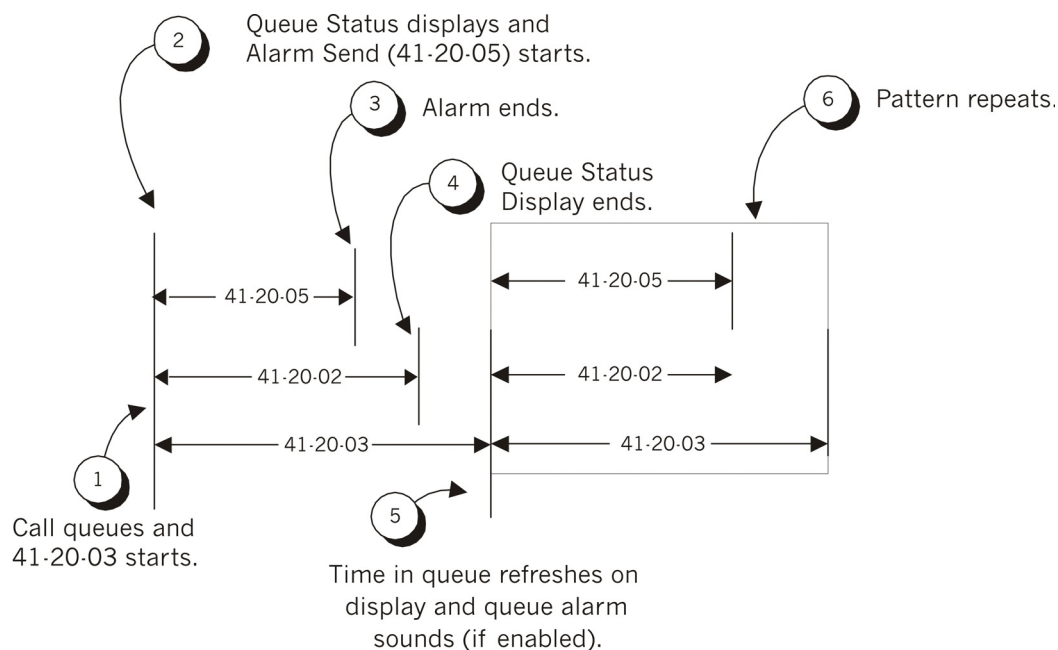 2
Queue Status displays and
Alarm Send (41-20-05) starts.
3
Alarm ends.
6
Pattern repeats.
4
Queue Status
Display ends.
41-20-05
41-20-05
41-20-02
41-20-02
41-20-03
41-20-03
1
Call queues and
41-20-03 starts.
5
Time in queue refreshes on
display and queue alarm
sounds (if enabled).